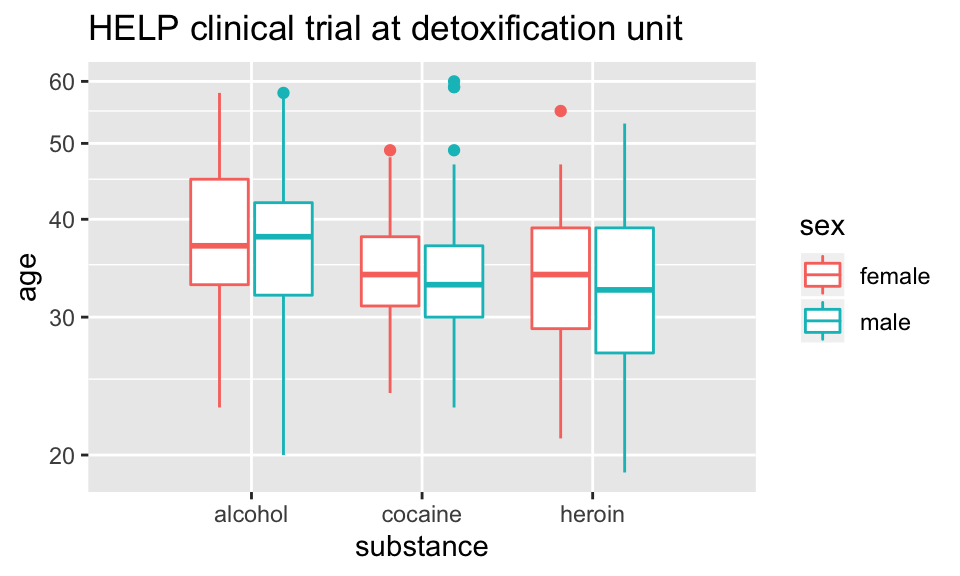 HELP clinical trial at detoxification unit
60
50
40
30
20
age
alcohol cocaine heroin
substance
sex
female
male